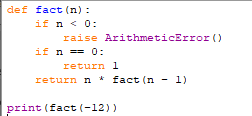 def fact(n):
    if n < 0:
        raise ArithmeticError()
    if n == 0:
        return 1
    return n * fact(n - 1)

print(fact(-12))